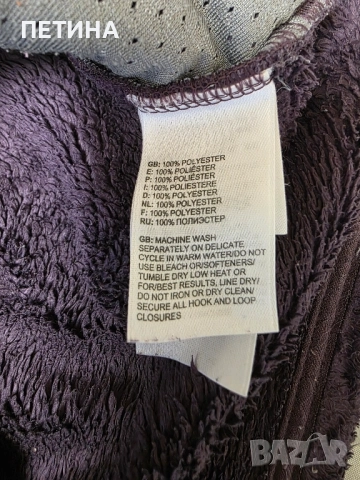 ПЕТИНА
GB: 100% POLYESTER
E: 100% POLIÉSTER
P: 100% POLIÉSTER
I: 100% POLIESTERE
D: 100% POLYESTER
NL: 100% POLYESTER
F: 100% POLYESTER
RU: 100% ПОЛИЭСТЕР
GB: MACHINE WASH
SEPARATELY ON DELICATE
CYCLE IN WARM WATER/DO NOT
USE BLEACH OR/SOFTENERS/
TUMBLE DRY LOW HEAT OR
/FOR/BEST RESULTS, LINE DRY/
DO NOT IRON OR DRY CLEAN/
SECURE ALL HOOK AND LOOP
CLOSURES
BAZAR